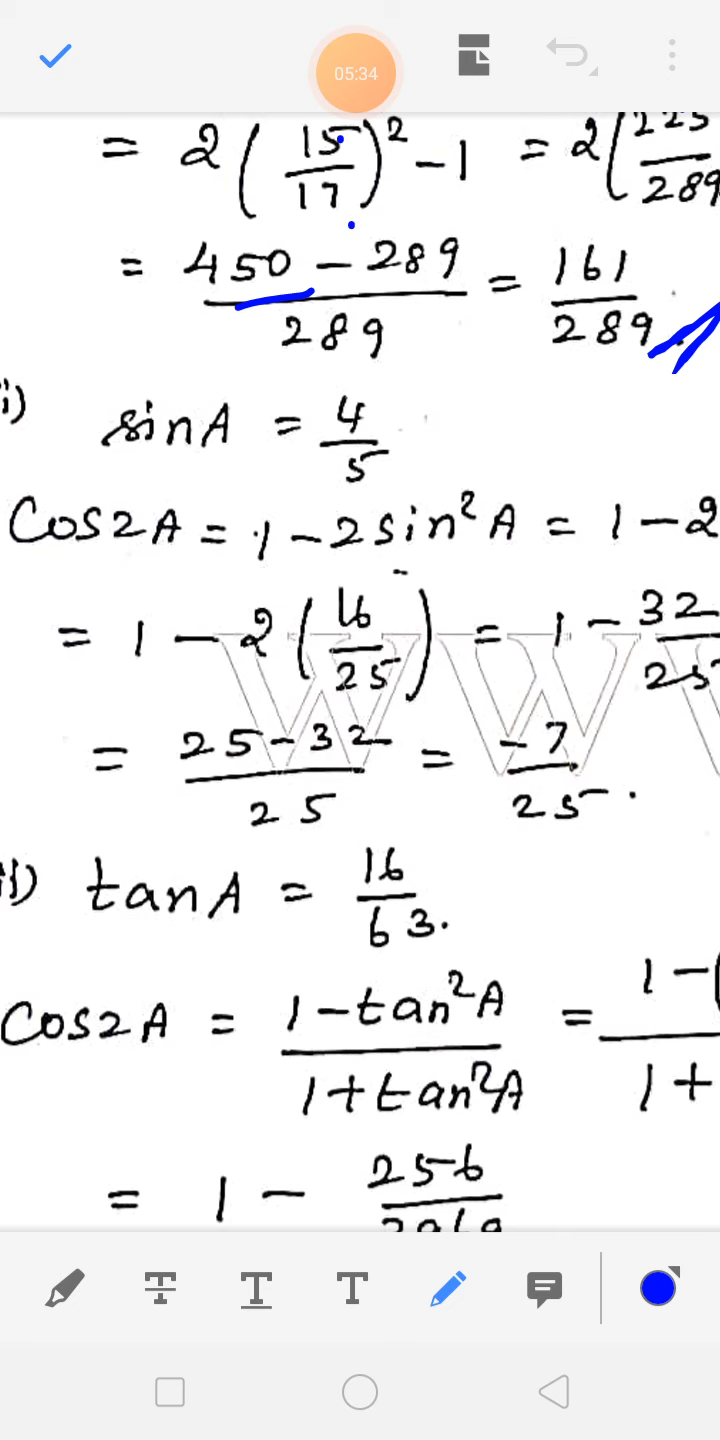 05:34
= 2(15/17)² - 1 = 2(225/289
= 450 - 289/289 = 161/289.
i) sinA = 4/5
Cos2A = 1 - 2sin²A = 1 - 2
= 1 - 2(16/25) = 1 - 32/25
= 25-32/25 = -7/25.
ii) tanA = 16/63.
Cos2A = 1-tan²A/1+tan²A = 1-(/1+
= 1 - 256/3969
W W
T T T